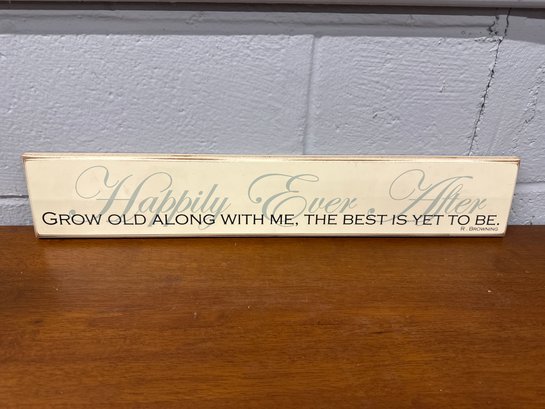 Happily Ever After
GROW OLD ALONG WITH ME, THE BEST IS YET TO BE.
R. BROWNING